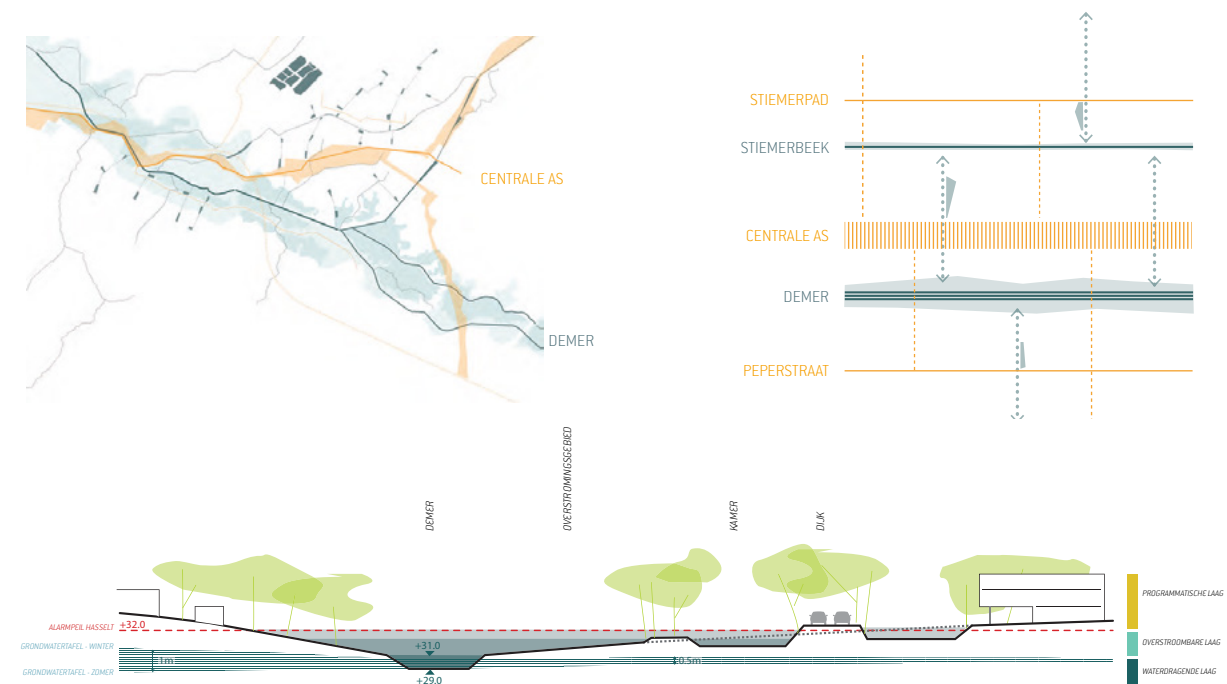 CENTRALE AS
DEMER
STIEMERPAD
STIEMERBEEK
CENTRALE AS
DEMER
PEPERSTRAAT
DEMER
OVERSTROMINGSGEBIED
KAMER
DIJK
ALARMPEIL HASSELT
+32.0
GRONDWATERTAFEL - WINTER
GRONDWATERTAFEL - ZOMER
1m
+31.0
+29.0
0.5m
PROGRAMMATISCHE LAAG
OVERSTROOMBARE LAAG
WATERDRAGENDE LAAG